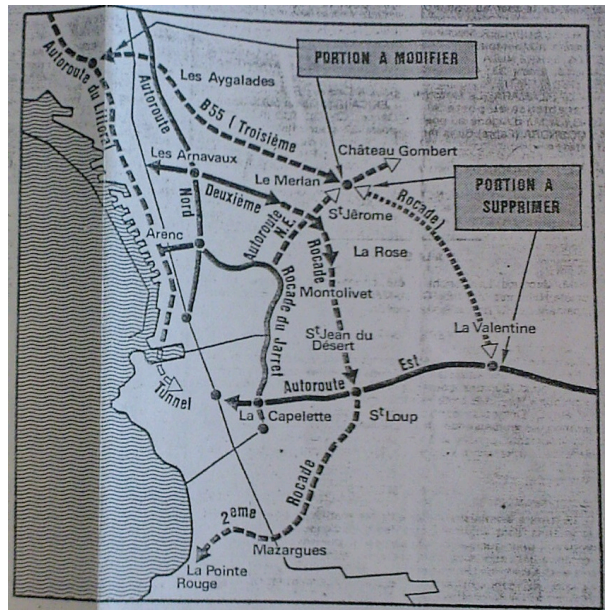 PORTION A MODIFIER
Les Aygalades
Autoroute du Littoral
Autoroute
B55 / Troisième
Château Gombert
Les Arnavaux
Le Merlan
PORTION A
SUPPRIMER
Deuxième
Nord
Autoroute
N.E.
St Jérome
Rocade
Arenc
Rocade
La Rose
Rocade du Jarret
Montolivet
La Valentine
St Jean du
Désert
Est
Autoroute
Tunnel
La Capelette
St Loup
Rocade
2eme
Mazargues
La Pointe
Rouge